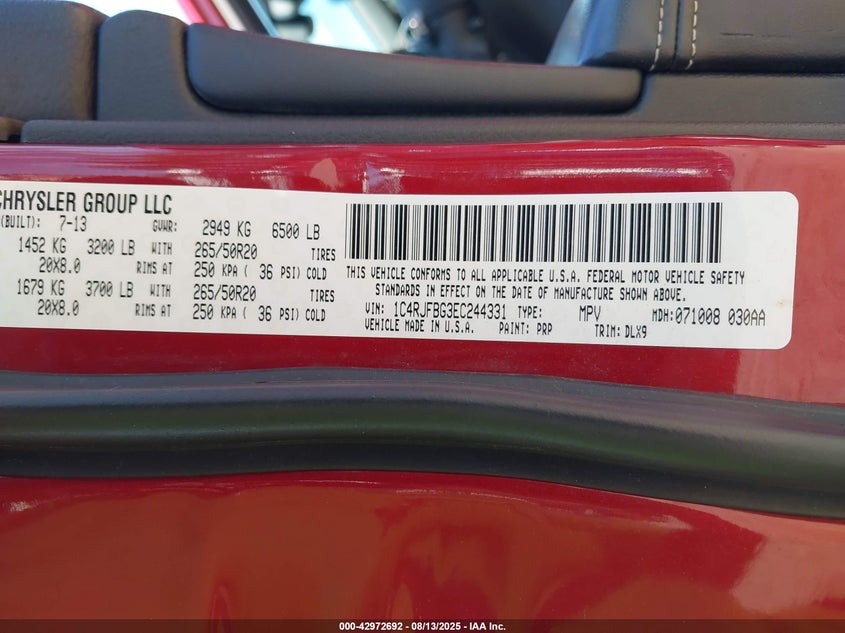 CHRYSLER GROUP LLC
(BUILT): 7-13 GVWR: 2949 KG 6500 LB
1452 KG 3200 LB WITH 265/50R20 TIRES
20X8.0 RIMS AT 250 KPA ( 36 PSI) COLD
1679 KG 3700 LB WITH 265/50R20 TIRES
20X8.0 RIMS AT 250 KPA ( 36 PSI) COLD
THIS VEHICLE CONFORMS TO ALL APPLICABLE U.S.A. FEDERAL MOTOR VEHICLE SAFETY
STANDARDS IN EFFECT ON THE DATE OF MANUFACTURE SHOWN ABOVE.
VIN: 1C4RJFBG3EC244331 TYPE: MPV MDH:071008 030AA
VEHICLE MADE IN U.S.A. PAINT: PRP TRIM: DLX9
000-42972692 - 08/13/2025 - IAA Inc.